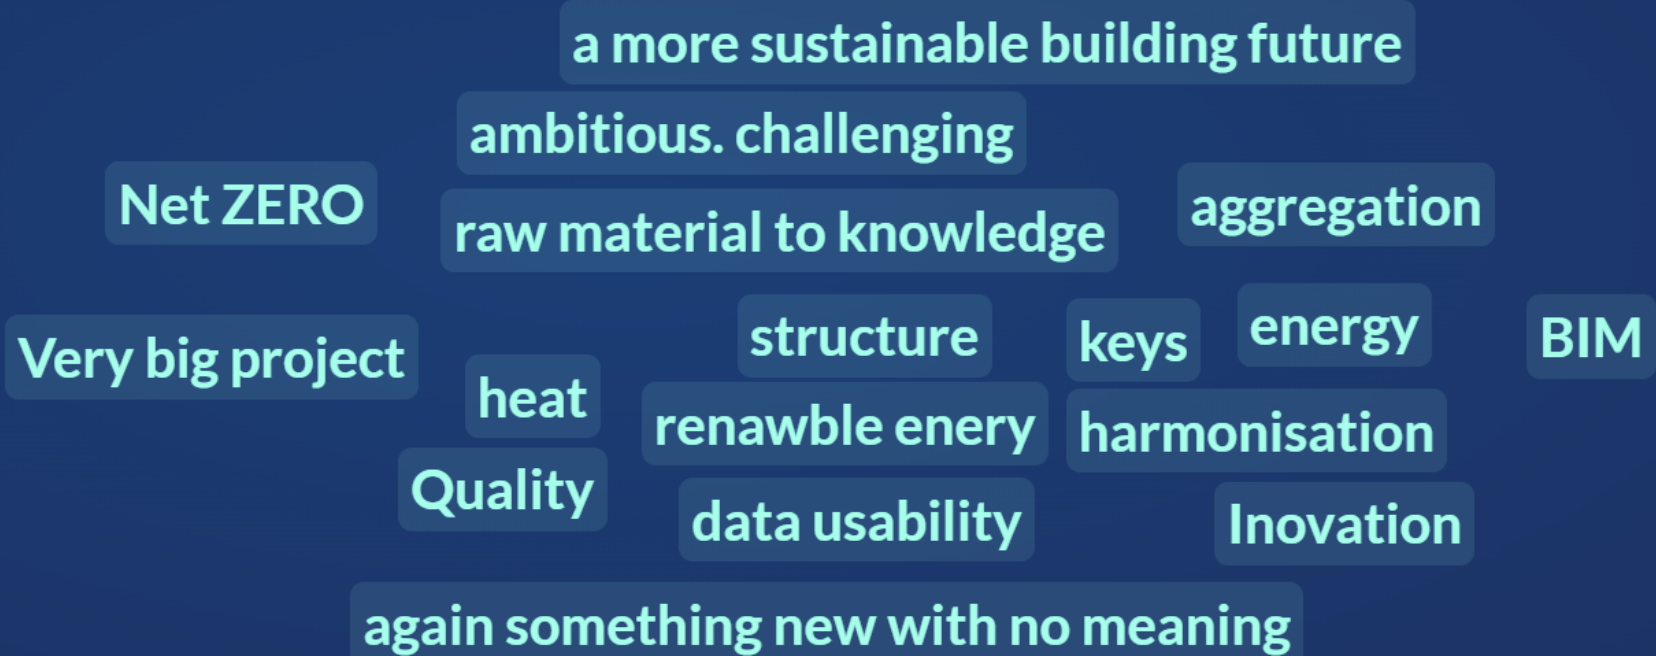 a more sustainable building future
ambitious. challenging
Net ZERO
raw material to knowledge
aggregation
Very big project
structure
keys
energy
BIM
heat
renawble enery
harmonisation
Quality
data usability
Inovation
again something new with no meaning